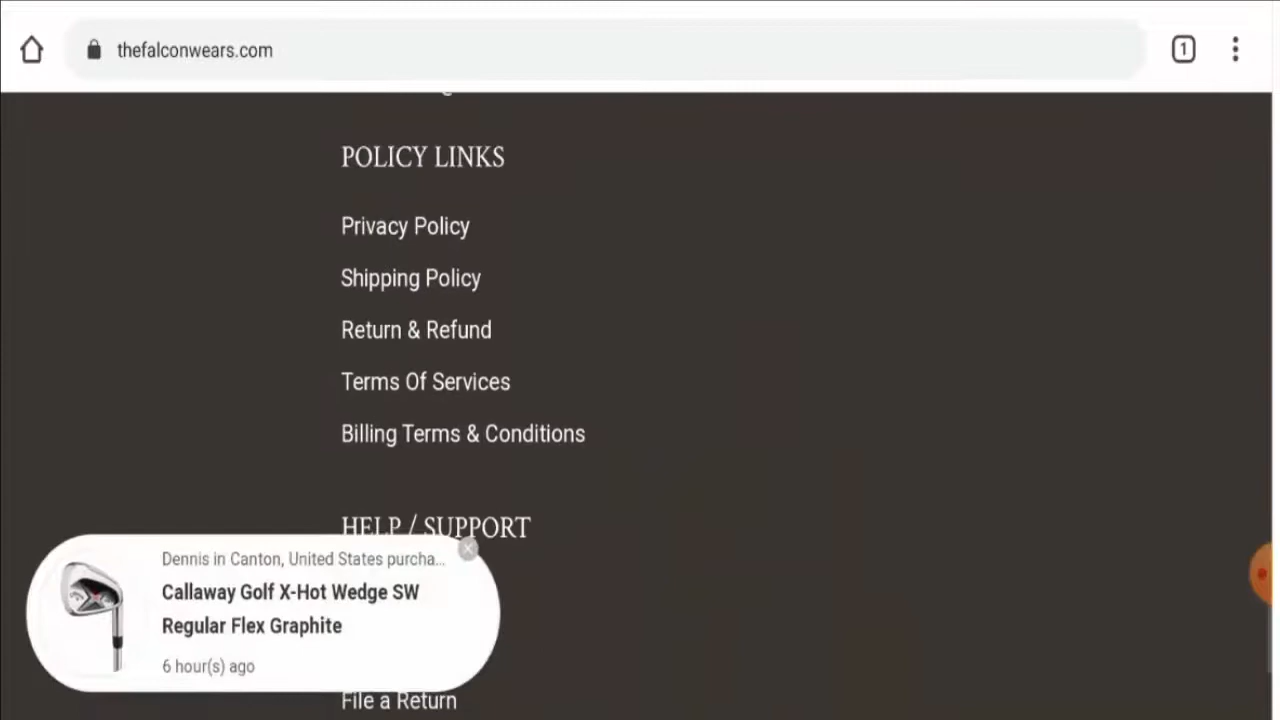 thefalconwears.com
1
POLICY LINKS
Privacy Policy
Shipping Policy
Return & Refund
Terms Of Services
Billing Terms & Conditions
HELP / SUPPORT
Dennis in Canton, United States purcha...
Callaway Golf X-Hot Wedge SW
Regular Flex Graphite
6 hour(s) ago
File a Return